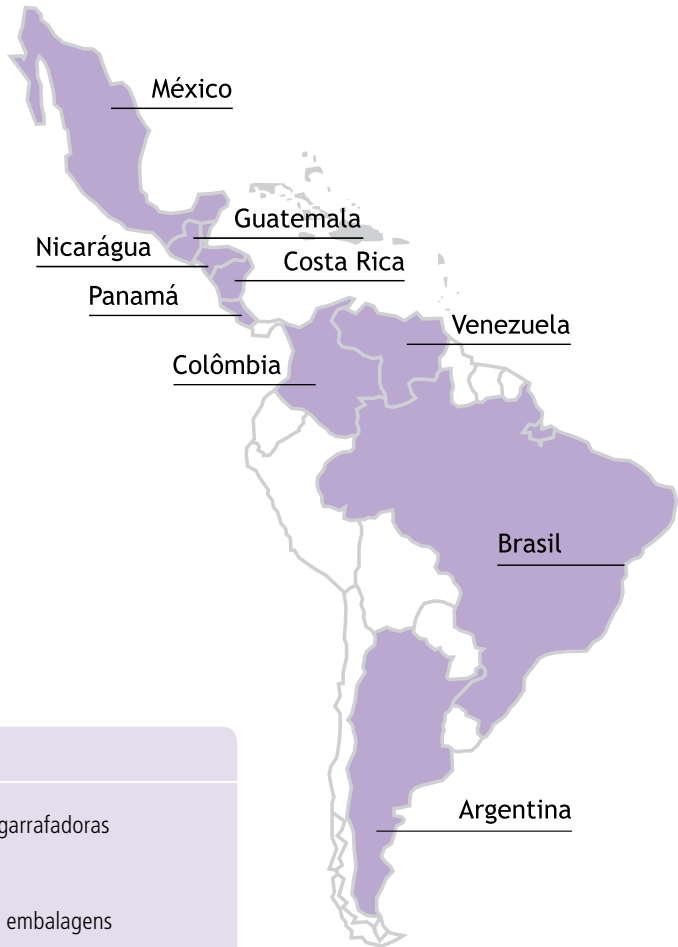 México
Guatemala
Nicarágua
Costa Rica
Panamá
Venezuela
Colômbia
Brasil
Argentina
garrafadoras
embalagens